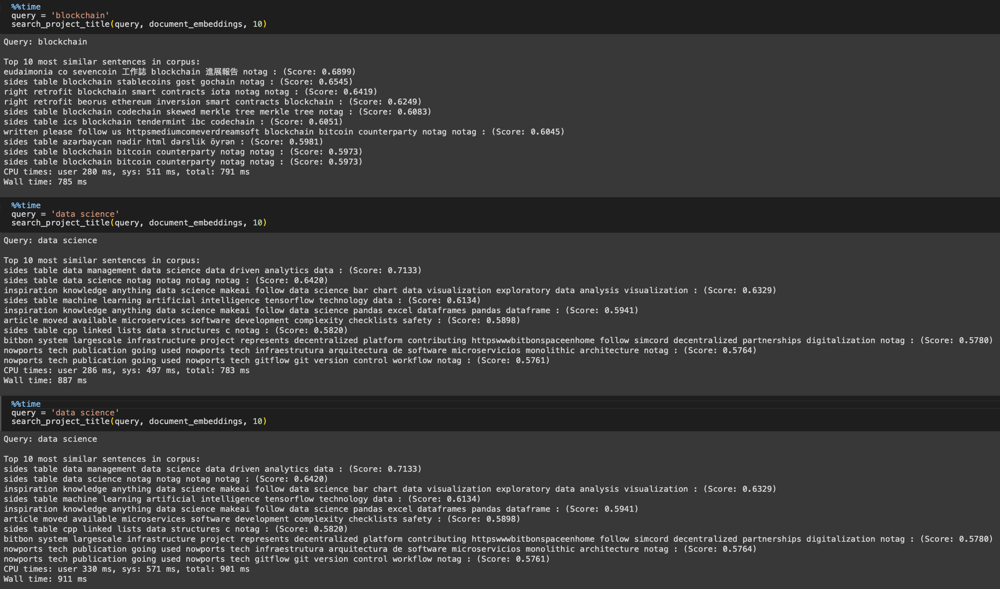 %%time
query = 'blockchain'
search_project_title(query, document_embeddings, 10)
Query: blockchain
Top 10 most similar sentences in corpus:
eudaimonia co sevencoin 工作誌 blockchain 進展報告 notag : (Score: 0.6899)
sides table blockchain stablecoins gost gochain notag : (Score: 0.6545)
right retrofit blockchain smart contracts iota notag notag : (Score: 0.6419)
right retrofit beorus ethereum inversion smart contracts blockchain : (Score: 0.6249)
sides table blockchain codechain skewed merkle tree merkle tree notag : (Score: 0.6083)
sides table ics blockchain tendermint ibc codechain : (Score: 0.6051)
written please follow us httpsmediumcomeverdreamsoft blockchain bitcoin counterparty notag notag : (Score: 0.6045)
sides table azərbaycan nədir html dərslik öyrən : (Score: 0.5981)
sides table blockchain bitcoin counterparty notag notag : (Score: 0.5973)
sides table blockchain bitcoin counterparty notag notag : (Score: 0.5973)
CPU times: user 280 ms, sys: 511 ms, total: 791 ms
Wall time: 785 ms
%%time
query = 'data science'
search_project_title(query, document_embeddings, 10)
Query: data science
Top 10 most similar sentences in corpus:
sides table data management data science data driven analytics data : (Score: 0.7133)
sides table data science notag notag notag notag : (Score: 0.6420)
inspiration knowledge anything data science makeai follow data science bar chart data visualization exploratory data analysis visualization : (Score: 0.6329)
sides table machine learning artificial intelligence tensorflow technology data : (Score: 0.6134)
inspiration knowledge anything data science makeai follow data science pandas excel dataframes pandas dataframe : (Score: 0.5941)
article moved available microservices software development complexity checklists safety : (Score: 0.5898)
sides table cpp linked lists data structures c notag : (Score: 0.5820)
bitbon system largescale infrastructure project represents decentralized platform contributing httpswwwbitbonspaceenhome follow simcord decentralized partnerships digitalization notag : (Score: 0.5780)
nowports tech publication going used nowports tech infraestrutura arquitectura de software microservicios monolithic architecture notag : (Score: 0.5764)
nowports tech publication going used nowports tech gitflow git version control workflow notag : (Score: 0.5761)
CPU times: user 286 ms, sys: 497 ms, total: 783 ms
Wall time: 887 ms
%%time
query = 'data science'
search_project_title(query, document_embeddings, 10)
Query: data science
Top 10 most similar sentences in corpus:
sides table data management data science data driven analytics data : (Score: 0.7133)
sides table data science notag notag notag notag : (Score: 0.6420)
inspiration knowledge anything data science makeai follow data science bar chart data visualization exploratory data analysis visualization : (Score: 0.6329)
sides table machine learning artificial intelligence tensorflow technology data : (Score: 0.6134)
inspiration knowledge anything data science makeai follow data science pandas excel dataframes pandas dataframe : (Score: 0.5941)
article moved available microservices software development complexity checklists safety : (Score: 0.5898)
sides table cpp linked lists data structures c notag : (Score: 0.5820)
bitbon system largescale infrastructure project represents decentralized platform contributing httpswwwbitbonspaceenhome follow simcord decentralized partnerships digitalization notag : (Score: 0.5780)
nowports tech publication going used nowports tech infraestrutura arquitectura de software microservicios monolithic architecture notag : (Score: 0.5764)
nowports tech publication going used nowports tech gitflow git version control workflow notag : (Score: 0.5761)
CPU times: user 330 ms, sys: 571 ms, total: 901 ms
Wall time: 911 ms